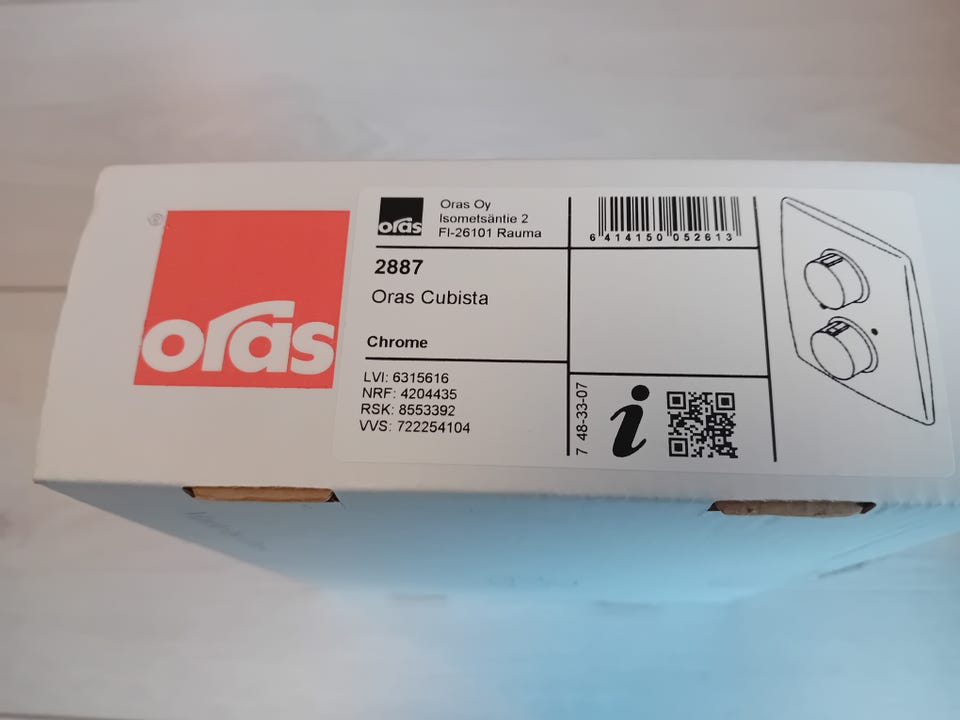 oras
oras
Oras Oy
Isometsäntie 2
FI-26101 Rauma
6 414150 052613
2887
Oras Cubista
Chrome
LVI: 6315616
NRF: 4204435
RSK: 8553392
VVS: 722254104
7 48-33-07
i